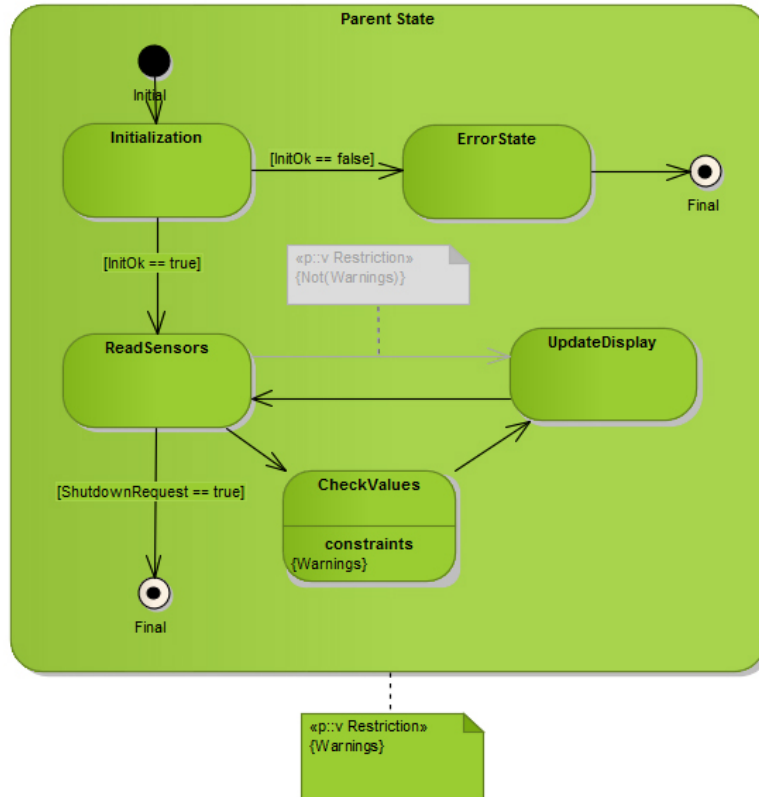 Parent State
Initial
Initialization
[InitOk == false]
ErrorState
Final
[InitOk == true]
«p::v Restriction»
{Not(Warnings)}
ReadSensors
UpdateDisplay
[ShutdownRequest == true]
CheckValues
constraints
{Warnings}
Final
«p::v Restriction»
{Warnings}